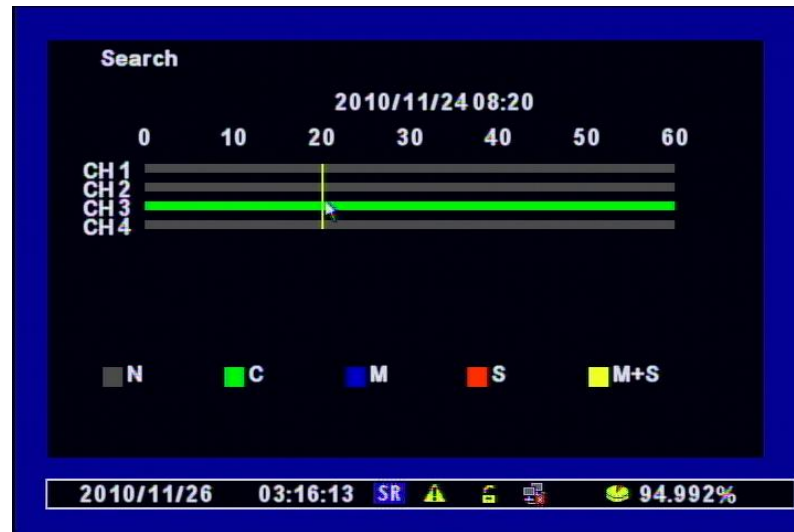 Search
2010/11/24 08:20
0 10 20 30 40 50 60
CH 1
CH 2
CH 3
CH 4
N C M S M+S
2010/11/26 03:16:13 SR 94.992%